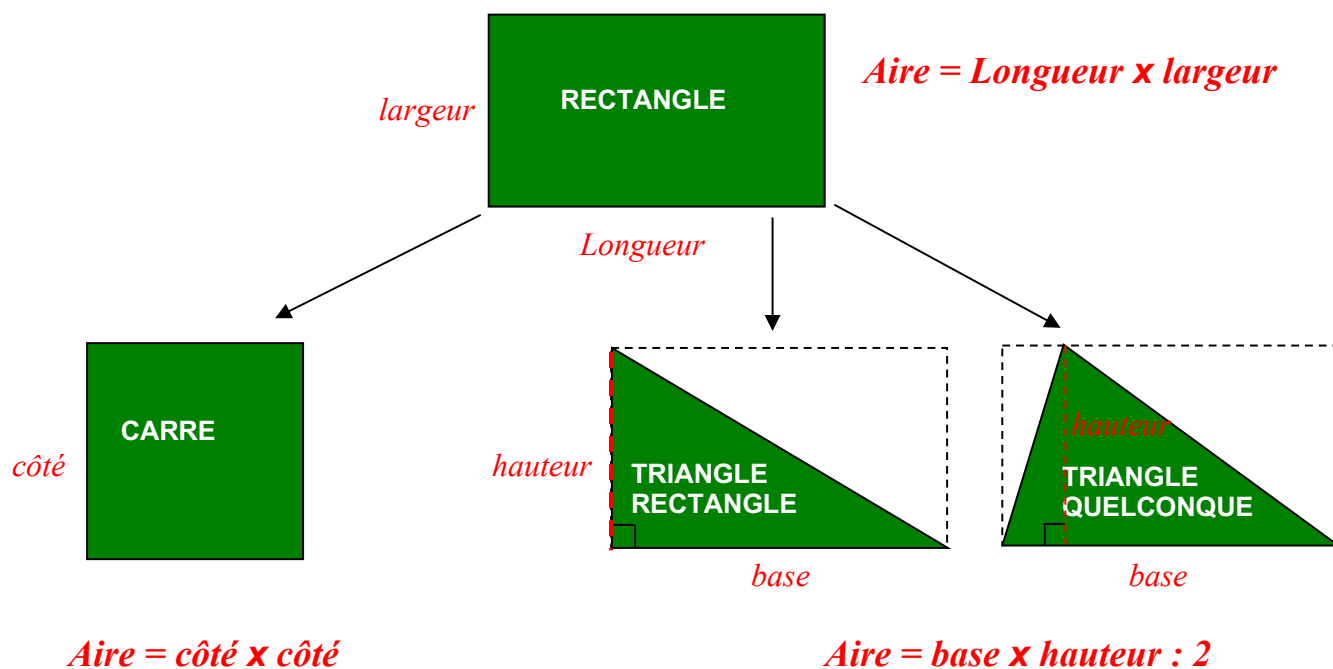 Aire = Longueur x largeur
RECTANGLE
largeur
Longueur
CARRE
côté
hauteur
TRIANGLE
RECTANGLE
base
hauteur
TRIANGLE
QUELCONQUE
base
Aire = côté x côté
Aire = base x hauteur : 2